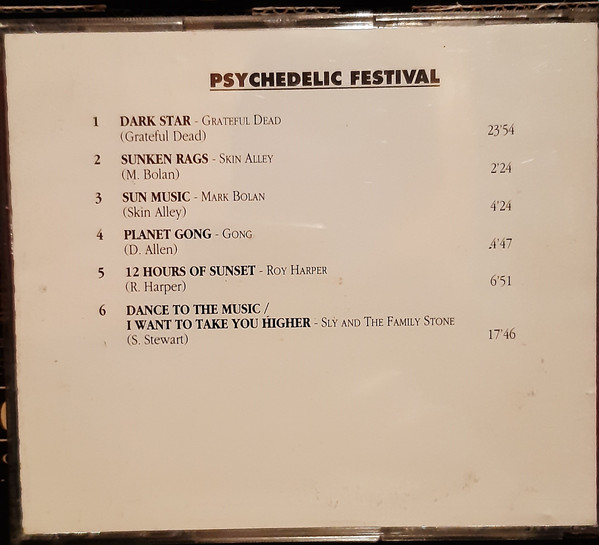 PSYCHEDELIC FESTIVAL
1 DARK STAR - GRATEFUL DEAD
(Grateful Dead) 23'54
2 SUNKEN RAGS - SKIN ALLEY
(M. Bolan) 2'24
3 SUN MUSIC - MARK BOLAN
(Skin Alley) 4'24
4 PLANET GONG - GONG
(D. Allen) 4'47
5 12 HOURS OF SUNSET - ROY HARPER
(R. Harper) 6'51
6 DANCE TO THE MUSIC /
I WANT TO TAKE YOU HIGHER - SLY AND THE FAMILY STONE
(S. Stewart) 17'46